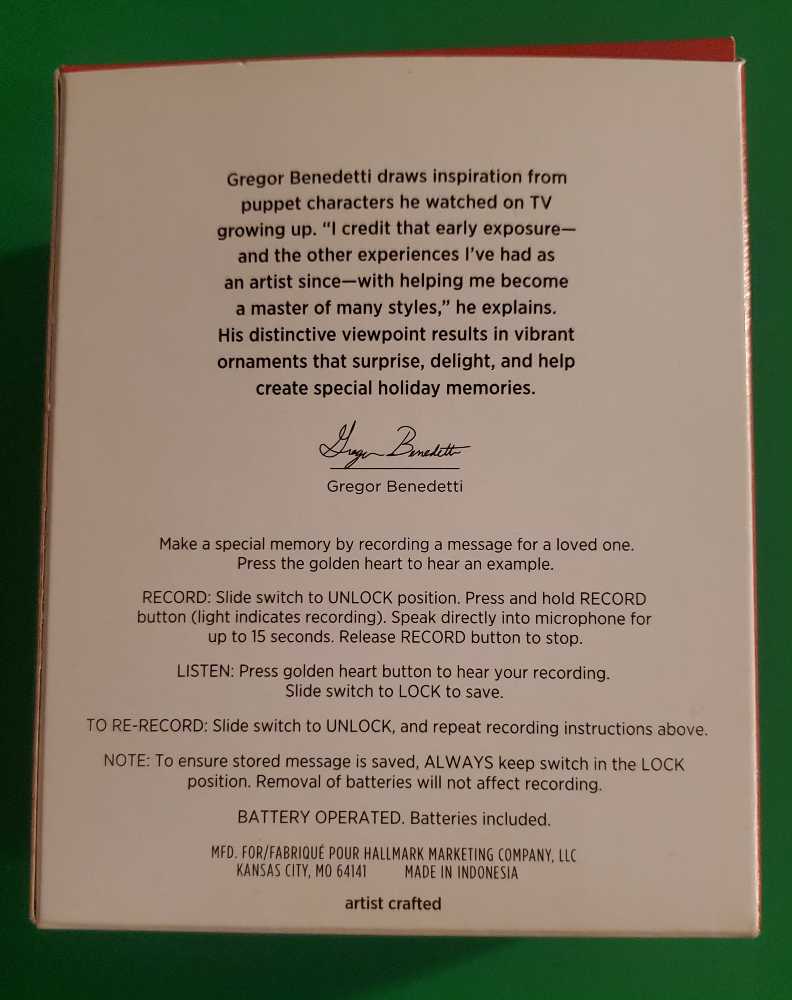 Gregor Benedetti draws inspiration from
puppet characters he watched on TV
growing up. “I credit that early exposure—
and the other experiences I’ve had as
an artist since—with helping me become
a master of many styles,” he explains.
His distinctive viewpoint results in vibrant
ornaments that surprise, delight, and help
create special holiday memories.
Gregor Benedetti
Gregor Benedetti
Make a special memory by recording a message for a loved one.
Press the golden heart to hear an example.
RECORD: Slide switch to UNLOCK position. Press and hold RECORD
button (light indicates recording). Speak directly into microphone for
up to 15 seconds. Release RECORD button to stop.
LISTEN: Press golden heart button to hear your recording.
Slide switch to LOCK to save.
TO RE-RECORD: Slide switch to UNLOCK, and repeat recording instructions above.
NOTE: To ensure stored message is saved, ALWAYS keep switch in the LOCK
position. Removal of batteries will not affect recording.
BATTERY OPERATED. Batteries included.
MFD. FOR/FABRIQUÉ POUR HALLMARK MARKETING COMPANY, LLC
KANSAS CITY, MO 64141 MADE IN INDONESIA
artist crafted